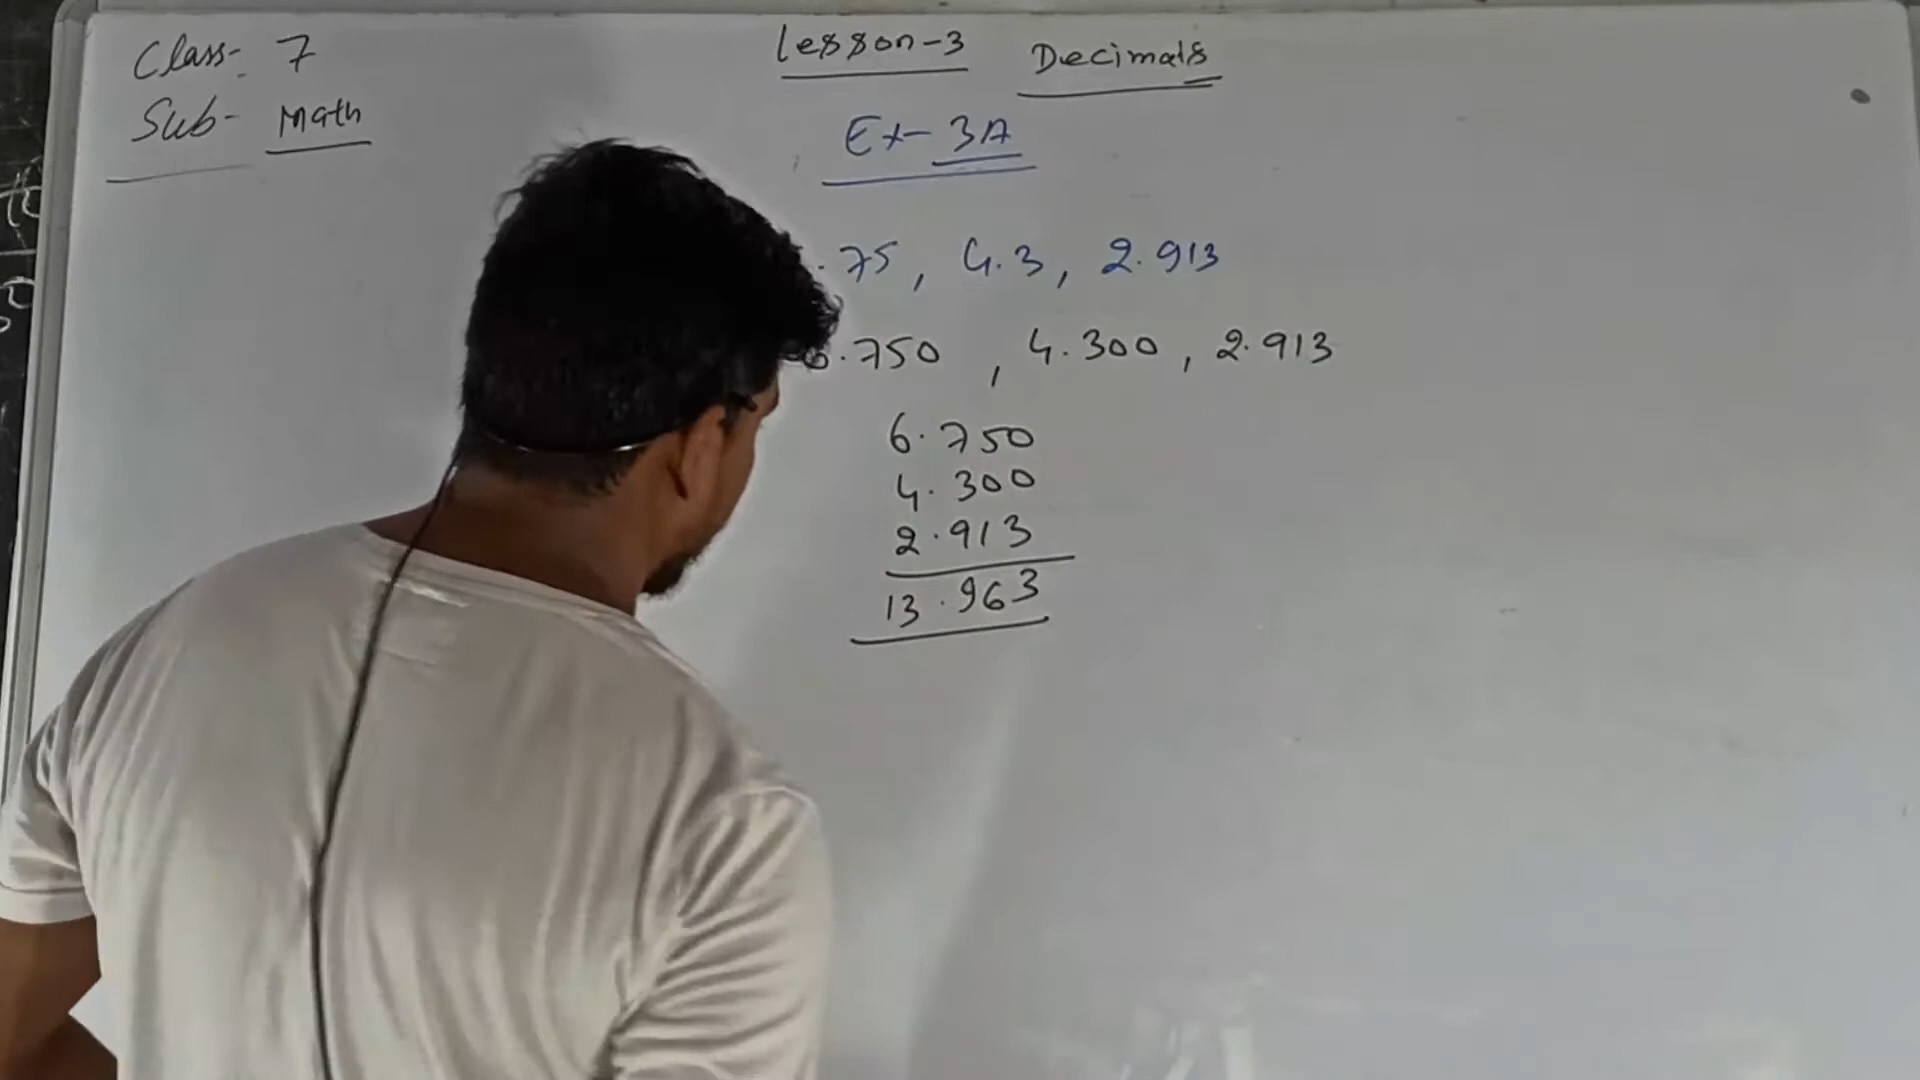 Class- 7
Sub- Math
Lesson-3 Decimals
Ex- 3A
.75, 4.3, 2.913
6.750, 4.300, 2.913
6.750
4.300
2.913
13.963